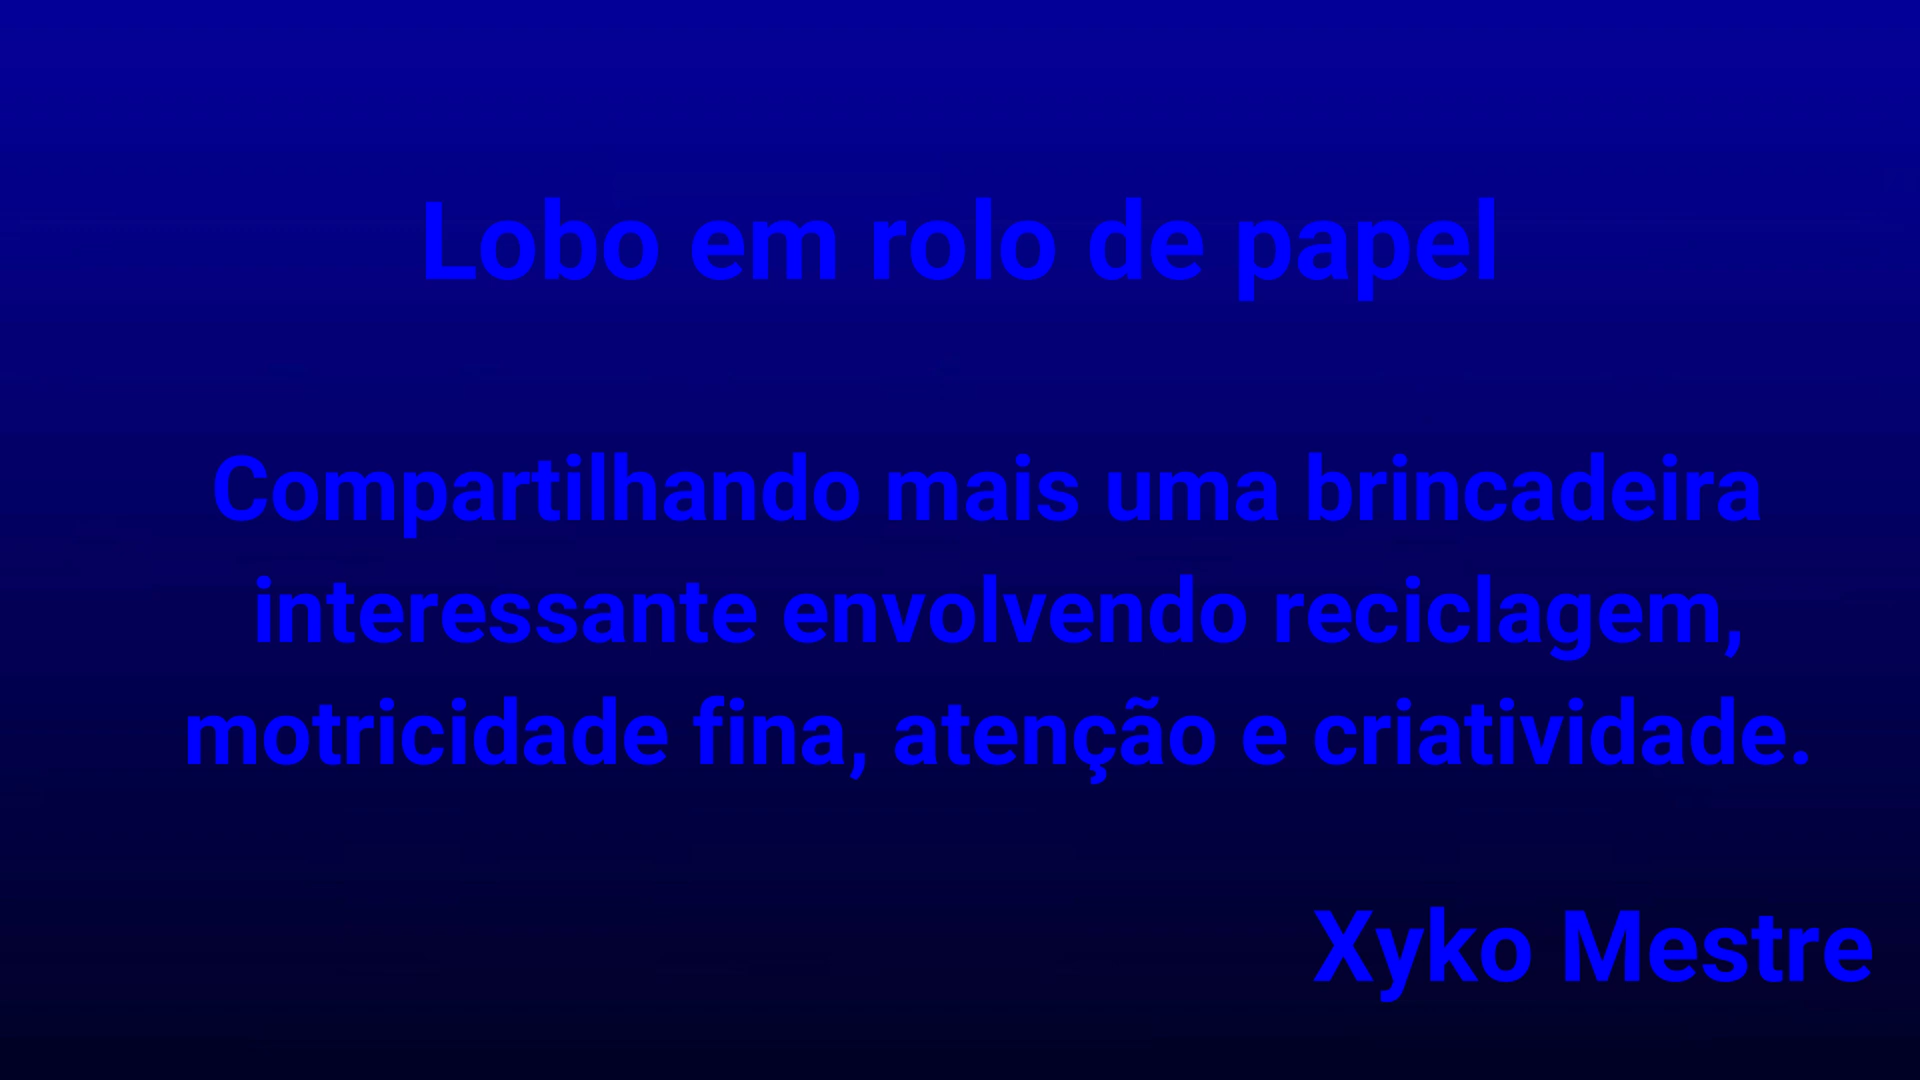 Lobo em rolo de papel
Compartilhando mais uma brincadeira
interessante envolvendo reciclagem,
motricidade fina, atenção e criatividade.
Xyko Mestre